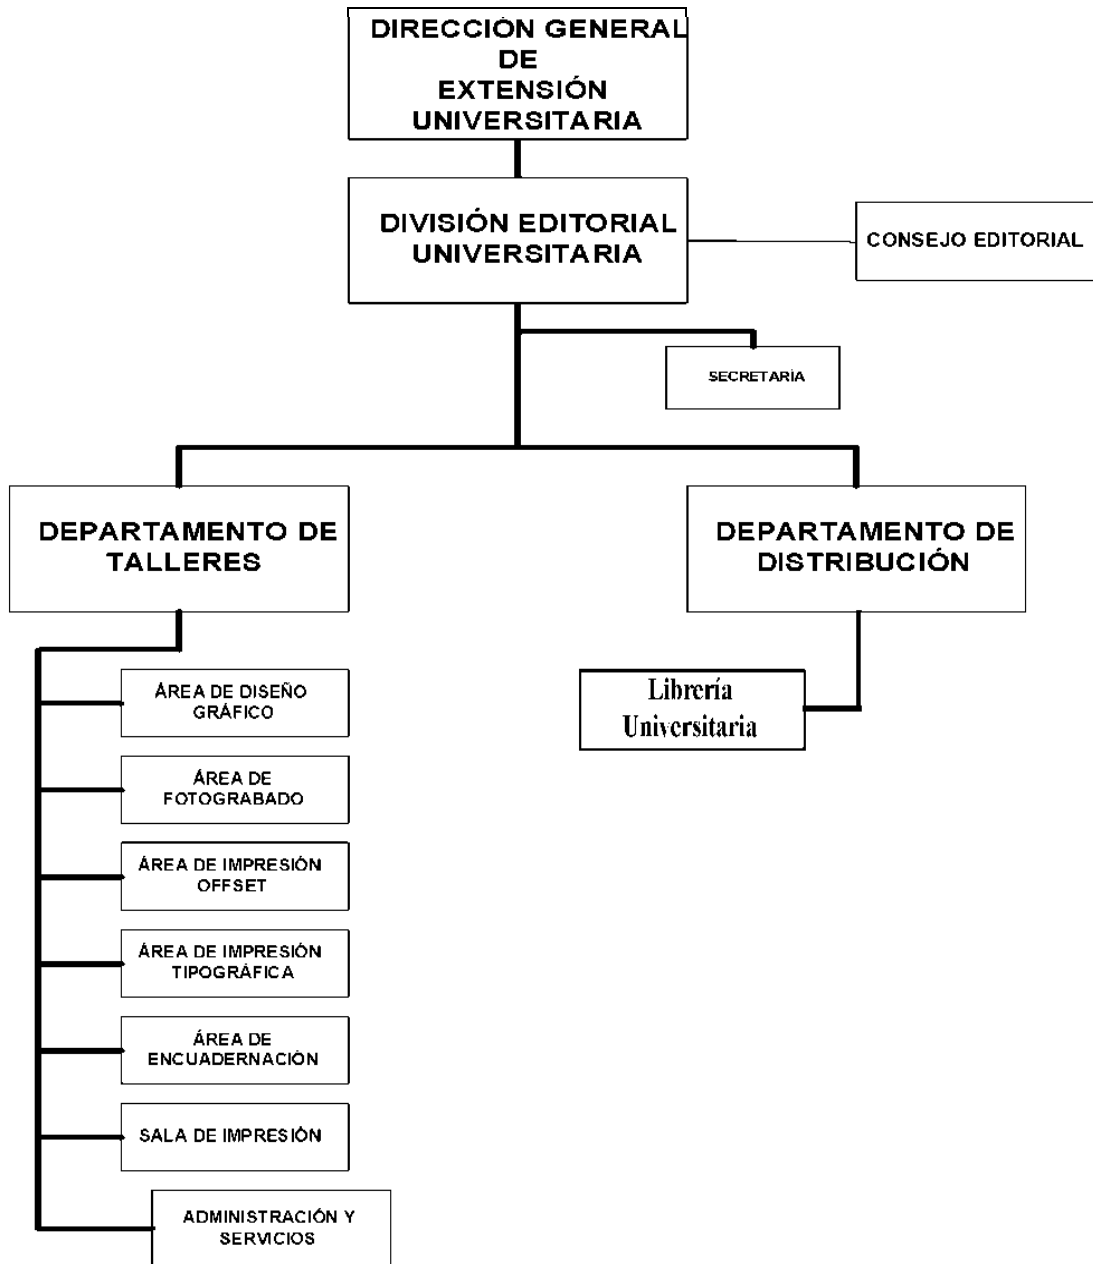 DIRECCIÓN GENERAL
DE
EXTENSIÓN
UNIVERSITARIA
DIVISIÓN EDITORIAL
UNIVERSITARIA
CONSEJO EDITORIAL
SECRETARÍA
DEPARTAMENTO DE
TALLERES
DEPARTAMENTO DE
DISTRIBUCIÓN
ÁREA DE DISEÑO
GRÁFICO
Librería
Universitaria
ÁREA DE
FOTOGRABADO
ÁREA DE IMPRESIÓN
OFFSET
ÁREA DE IMPRESIÓN
TIPOGRÁFICA
ÁREA DE
ENCUADERNACIÓN
SALA DE IMPRESIÓN
ADMINISTRACIÓN Y
SERVICIOS